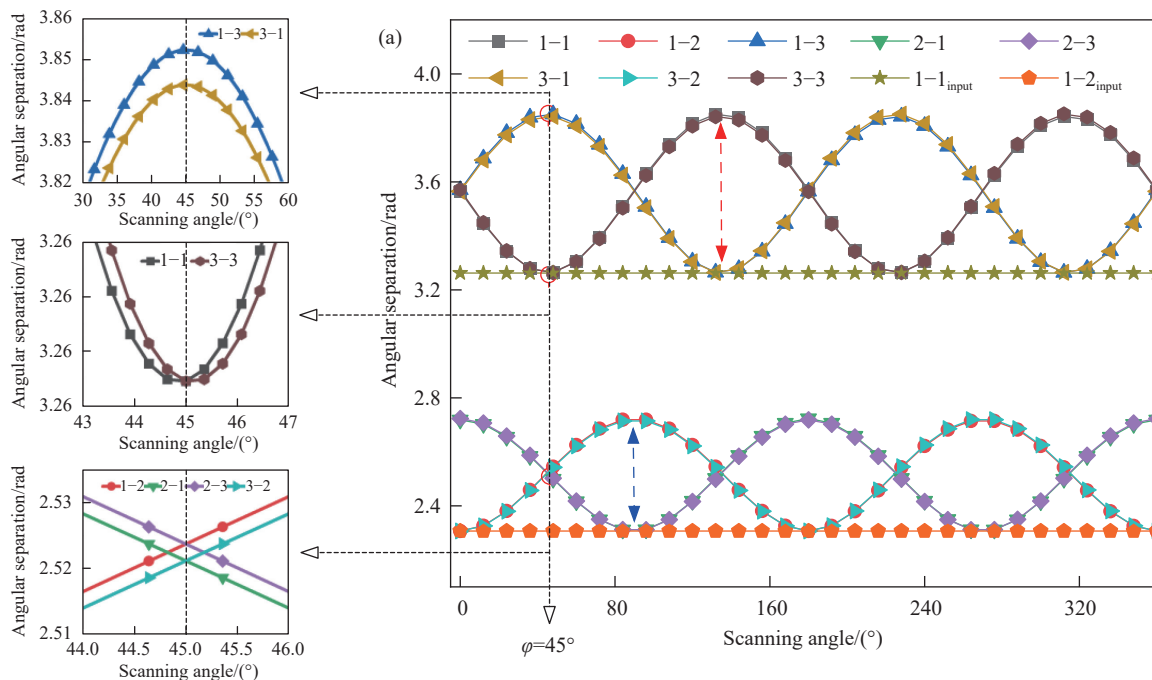 3.86
3.85
3.84
3.83
3.82
Angular separation/rad
1−3 3−1
30 35 40 45 50 55 60
Scanning angle/(°)
3.26
3.26
3.26
3.26
Angular separation/rad
1−1 3−3
43 44 45 46 47
Scanning angle/(°)
2.53
2.52
2.51
Angular separation/rad
1−2 2−1 2−3 3−2
44.0 44.5 45.0 45.5 46.0
Scanning angle/(°)
(a)
1−1 1−2 1−3 2−1 2−3
3−1 3−2 3−3 1−1input 1−2input
4.0
3.6
3.2
2.8
2.4
Angular separation/rad
0 80 160 240 320
Scanning angle/(°)
φ=45°